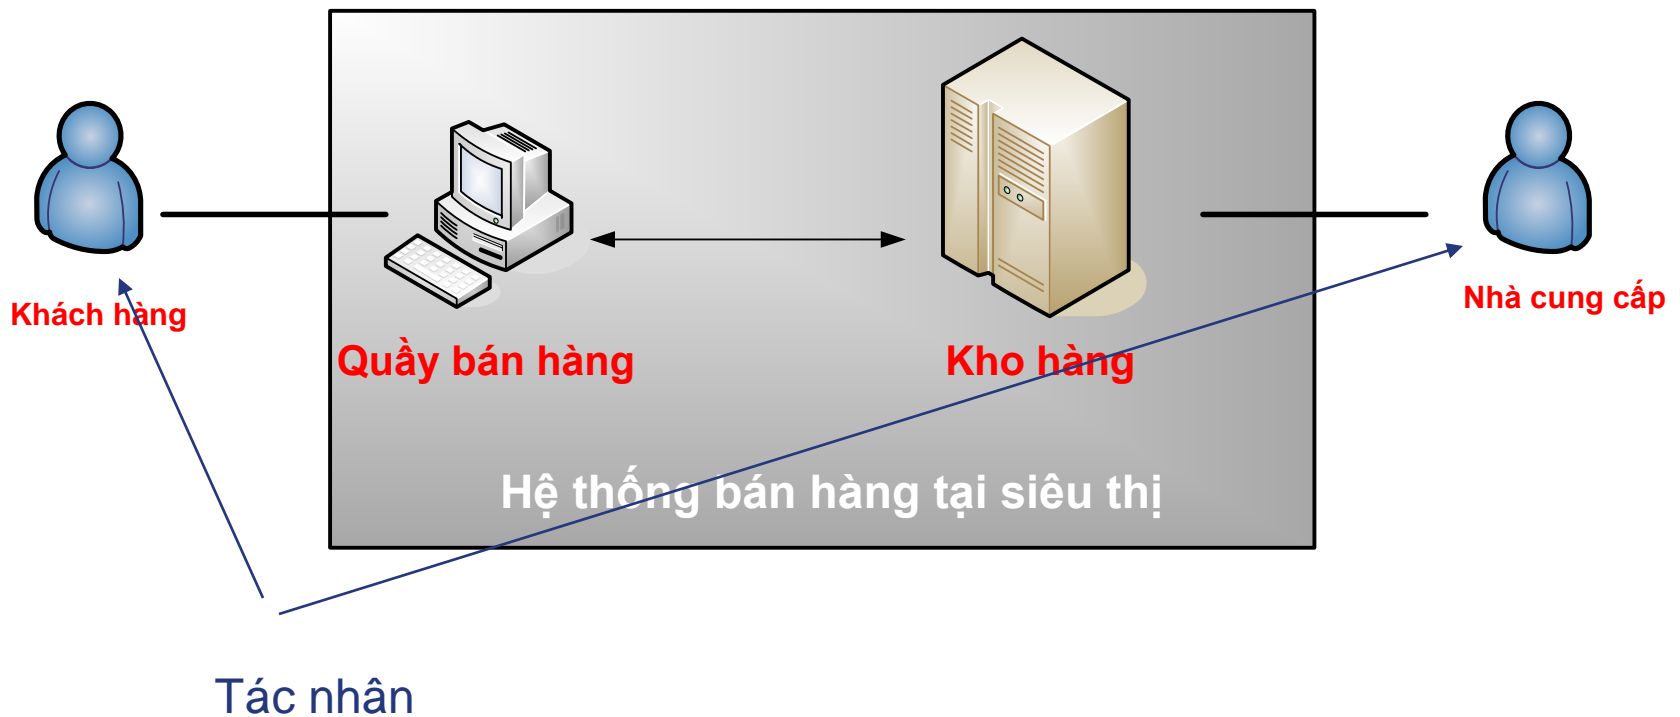 Khách hàng
Nhà cung cấp
Quầy bán hàng
Kho hàng
Hệ thống bán hàng tại siêu thị
Tác nhân